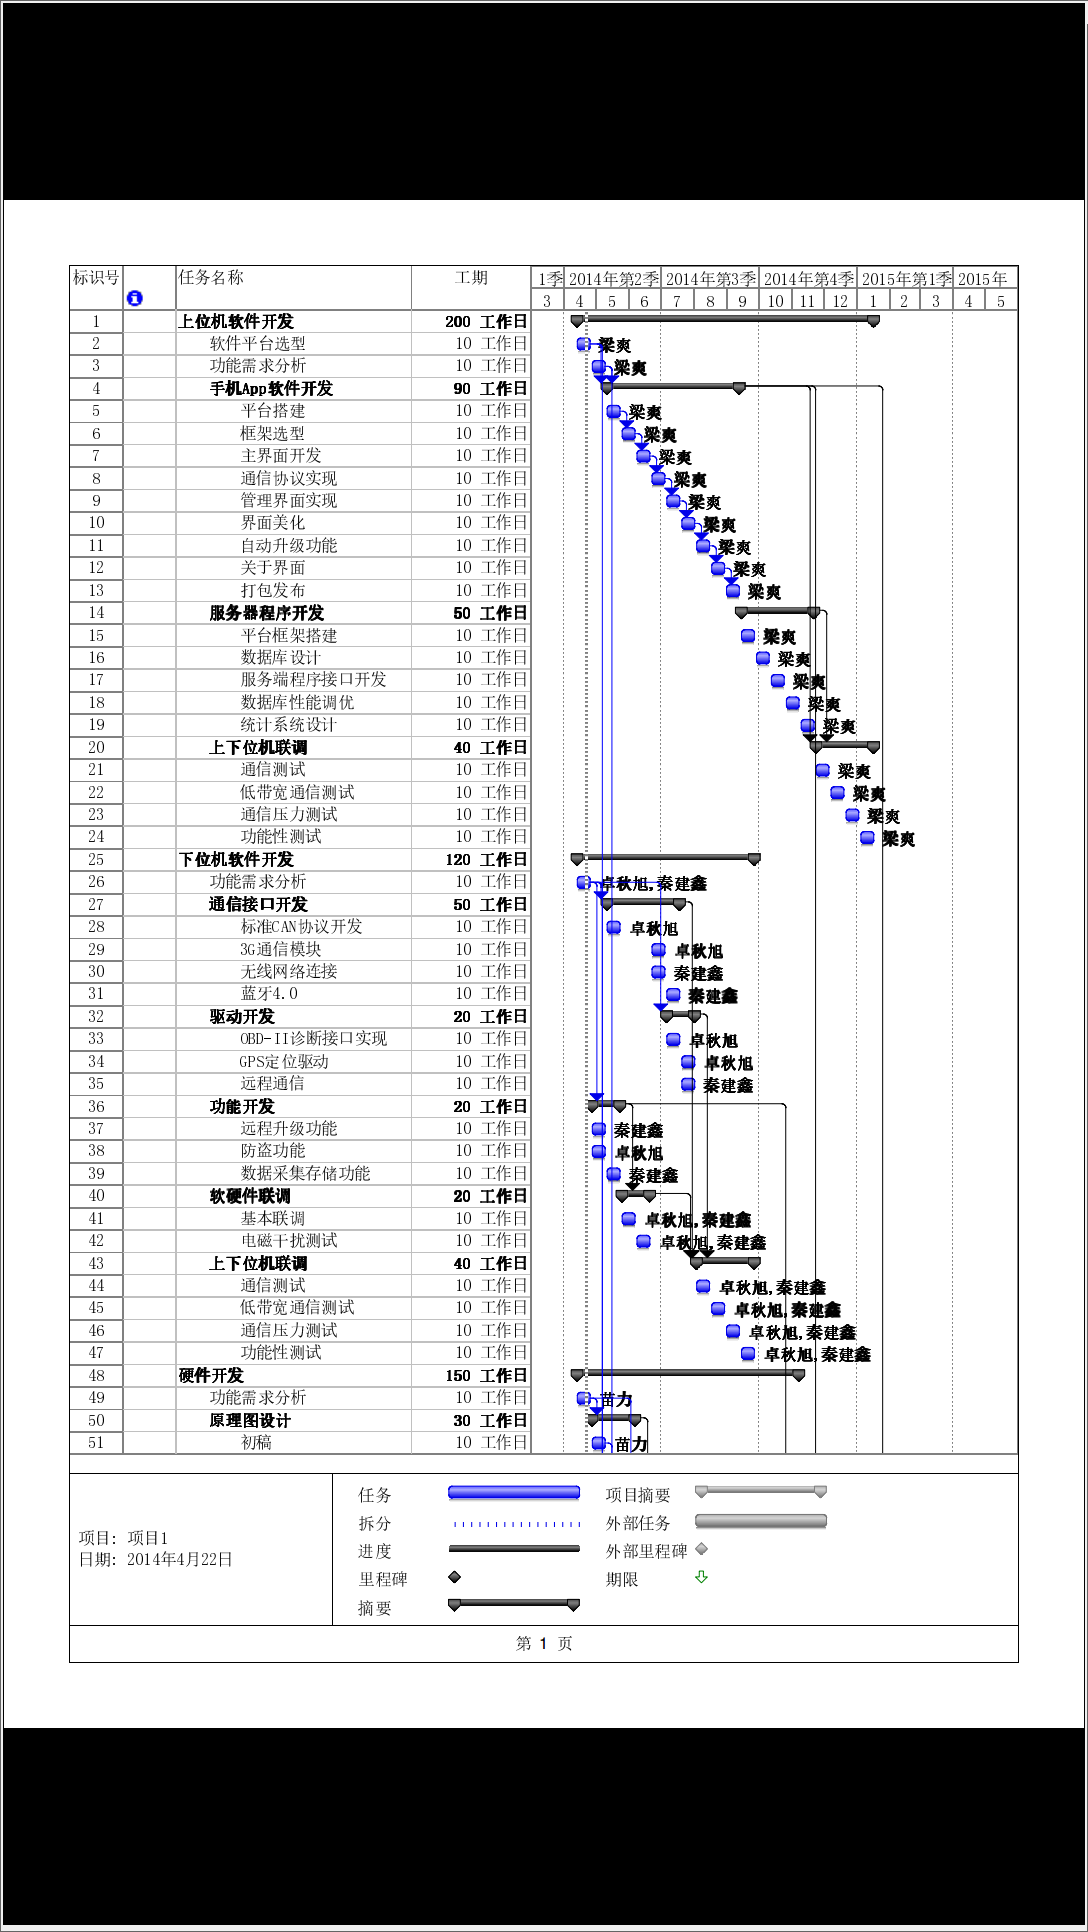 标识号 任务名称 工期 1季 2014年第2季 2014年第3季 2014年第4季 2015年第1季 2015年
3 4 5 6 7 8 9 10 11 12 1 2 3 4 5
1 上位机软件开发 200 工作日
2 软件平台选型 10 工作日 梁爽
3 功能需求分析 10 工作日 梁爽
4 手机App软件开发 90 工作日
5 平台搭建 10 工作日 梁爽
6 框架选型 10 工作日 梁爽
7 主界面开发 10 工作日 梁爽
8 通信协议实现 10 工作日 梁爽
9 管理界面实现 10 工作日 梁爽
10 界面美化 10 工作日 梁爽
11 自动升级功能 10 工作日 梁爽
12 关于界面 10 工作日 梁爽
13 打包发布 10 工作日 梁爽
14 服务器程序开发 50 工作日
15 平台框架搭建 10 工作日 梁爽
16 数据库设计 10 工作日 梁爽
17 服务端程序接口开发 10 工作日 梁爽
18 数据库性能调优 10 工作日 梁爽
19 统计系统设计 10 工作日 梁爽
20 上下位机联调 40 工作日
21 通信测试 10 工作日 梁爽
22 低带宽通信测试 10 工作日 梁爽
23 通信压力测试 10 工作日 梁爽
24 功能性测试 10 工作日 梁爽
25 下位机软件开发 120 工作日
26 功能需求分析 10 工作日 卓秋旭,秦建鑫
27 通信接口开发 50 工作日
28 标准CAN协议开发 10 工作日 卓秋旭
29 3G通信模块 10 工作日 卓秋旭
30 无线网络连接 10 工作日 秦建鑫
31 蓝牙4.0 10 工作日 秦建鑫
32 驱动开发 20 工作日
33 OBD-II诊断接口实现 10 工作日 卓秋旭
34 GPS定位驱动 10 工作日 卓秋旭
35 远程通信 10 工作日 秦建鑫
36 功能开发 20 工作日
37 远程升级功能 10 工作日 秦建鑫
38 防盗功能 10 工作日 卓秋旭
39 数据采集存储功能 10 工作日 秦建鑫
40 软硬件联调 20 工作日
41 基本联调 10 工作日 卓秋旭,秦建鑫
42 电磁干扰测试 10 工作日 卓秋旭,秦建鑫
43 上下位机联调 40 工作日
44 通信测试 10 工作日 卓秋旭,秦建鑫
45 低带宽通信测试 10 工作日 卓秋旭,秦建鑫
46 通信压力测试 10 工作日 卓秋旭,秦建鑫
47 功能性测试 10 工作日 卓秋旭,秦建鑫
48 硬件开发 150 工作日
49 功能需求分析 10 工作日 苗力
50 原理图设计 30 工作日
51 初稿 10 工作日 苗力
项目: 项目1
日期: 2014年4月22日
任务 项目摘要
拆分 外部任务
进度 外部里程碑
里程碑 期限
摘要
第 1 页